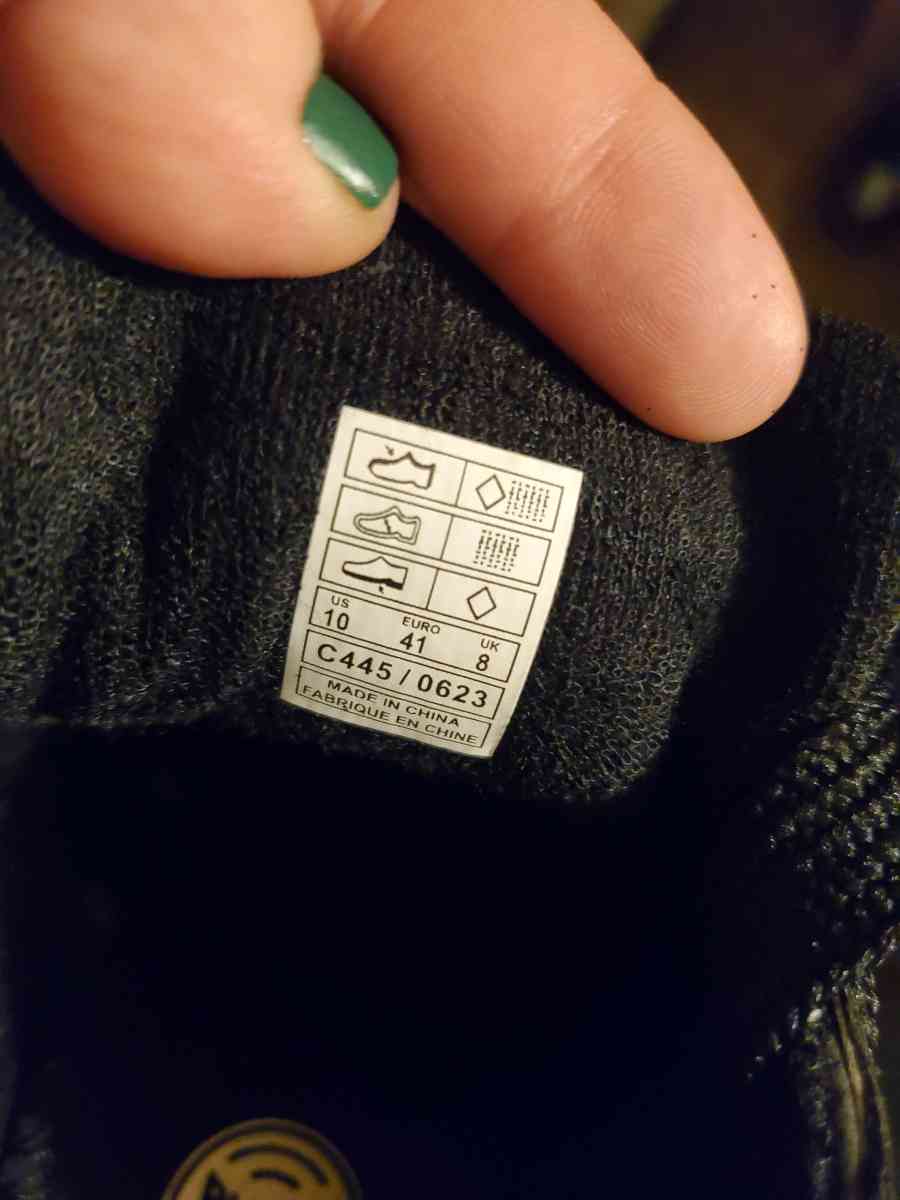 US EURO UK
10 41 8
C445 / 0623
MADE IN CHINA
FABRIQUE EN CHINE